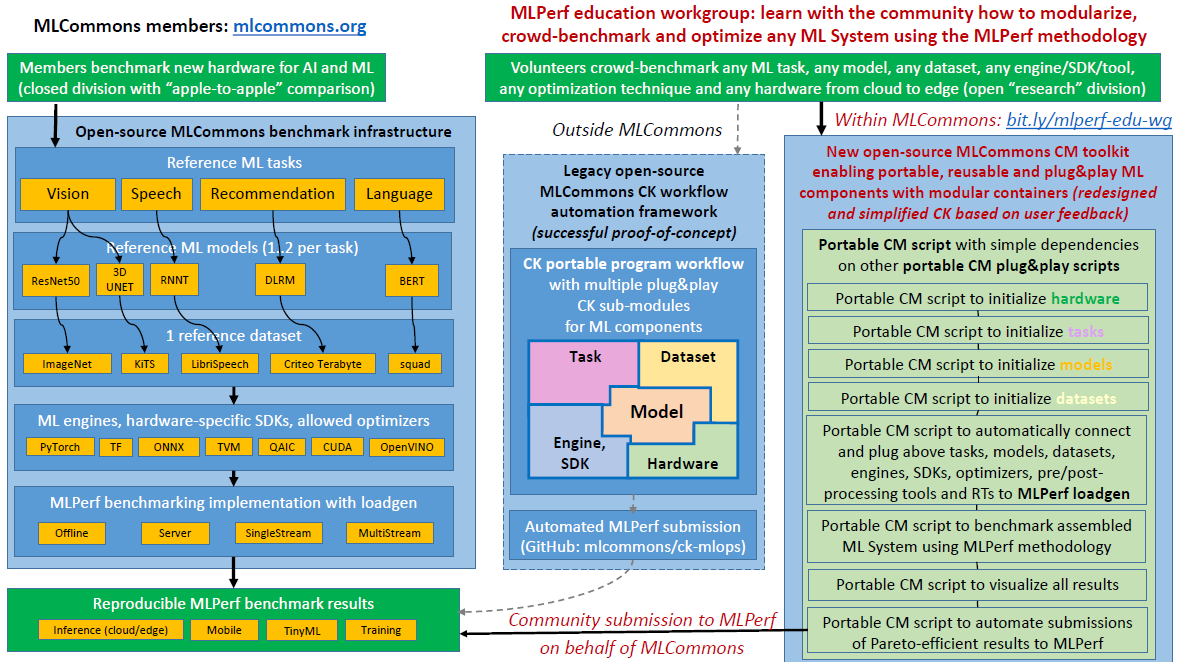 MLCommons members: mlcommons.org
Members benchmark new hardware for AI and ML
(closed division with “apple-to-apple” comparison)
Open-source MLCommons benchmark infrastructure
Reference ML tasks
Vision
Speech
Recommendation
Language
Reference ML models (1..2 per task)
ResNet50
3D
UNET
RNNT
DLRM
BERT
1 reference dataset
ImageNet
KiTS
LibriSpeech
Criteo Terabyte
squad
ML engines, hardware-specific SDKs, allowed optimizers
PyTorch
TF
ONNX
TVM
QAIC
CUDA
OpenVINO
MLPerf benchmarking implementation with loadgen
Offline
Server
SingleStream
MultiStream
Reproducible MLPerf benchmark results
Inference (cloud/edge)
Mobile
TinyML
Training
MLPerf education workgroup: learn with the community how to modularize,
crowd-benchmark and optimize any ML System using the MLPerf methodology
Volunteers crowd-benchmark any ML task, any model, any dataset, any engine/SDK/tool,
any optimization technique and any hardware from cloud to edge (open “research” division)
Outside MLCommons
Legacy open-source
MLCommons CK workflow
automation framework
(successful proof-of-concept)
CK portable program workflow
with multiple plug&play
CK sub-modules
for ML components
Task
Dataset
Model
Engine,
SDK
Hardware
Automated MLPerf submission
(GitHub: mlcommons/ck-mlops)
Community submission to MLPerf
on behalf of MLCommons
Within MLCommons: bit.ly/mlperf-edu-wg
New open-source MLCommons CM toolkit
enabling portable, reusable and plug&play ML
components with modular containers (redesigned
and simplified CK based on user feedback)
Portable CM script with simple dependencies
on other portable CM plug&play scripts
Portable CM script to initialize hardware
Portable CM script to initialize tasks
Portable CM script to initialize models
Portable CM script to initialize datasets
Portable CM script to automatically connect
and plug above tasks, models, datasets,
engines, SDKs, optimizers, pre/post-
processing tools and RTs to MLPerf loadgen
Portable CM script to benchmark assembled
ML System using MLPerf methodology
Portable CM script to visualize all results
Portable CM script to automate submissions
of Pareto-efficient results to MLPerf